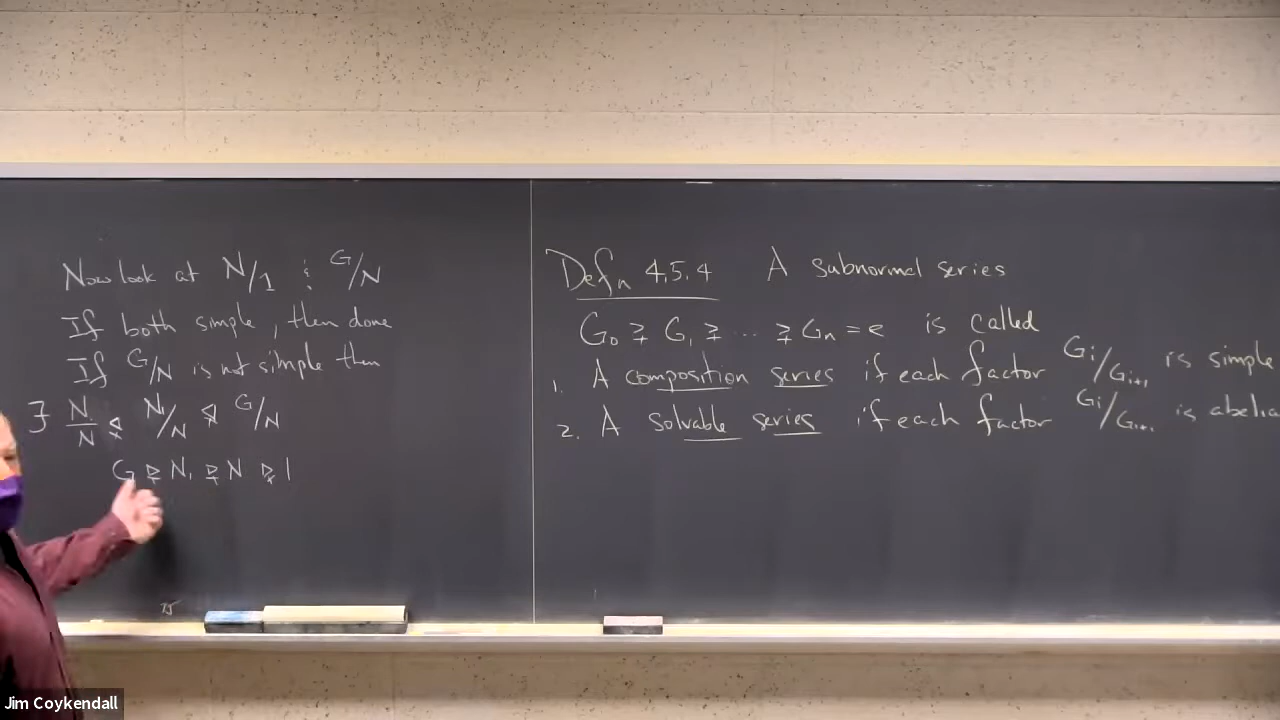 Now look at N/1 & G/N
If both simple, then done
If G/N is not simple then
∃ N/N ⪇ N₁/N ⪇ G/N
G ⪈ N₁ ⪈ N ⪈ 1
Defn 4.5.4 A subnormal series
G₀ ⪈ G₁ ⪈ ... ⪈ Gₙ = e is called
1. A composition series if each factor Gᵢ/Gᵢ₊₁ is simple
2. A solvable series if each factor Gᵢ/Gᵢ₊₁ is abelia
Jim Coykendall